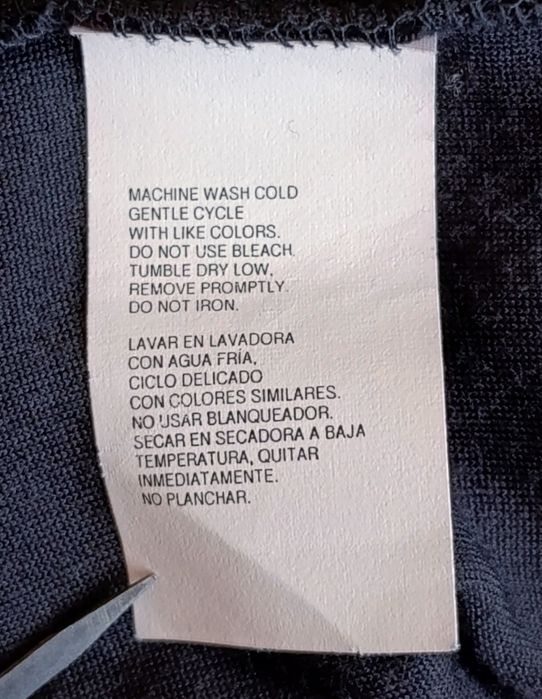 MACHINE WASH COLD
GENTLE CYCLE
WITH LIKE COLORS.
DO NOT USE BLEACH.
TUMBLE DRY LOW,
REMOVE PROMPTLY.
DO NOT IRON.
LAVAR EN LAVADORA
CON AGUA FRÍA,
CICLO DELICADO
CON COLORES SIMILARES.
NO USAR BLANQUEADOR.
SECAR EN SECADORA A BAJA
TEMPERATURA, QUITAR
INMEDIATAMENTE.
NO PLANCHAR.